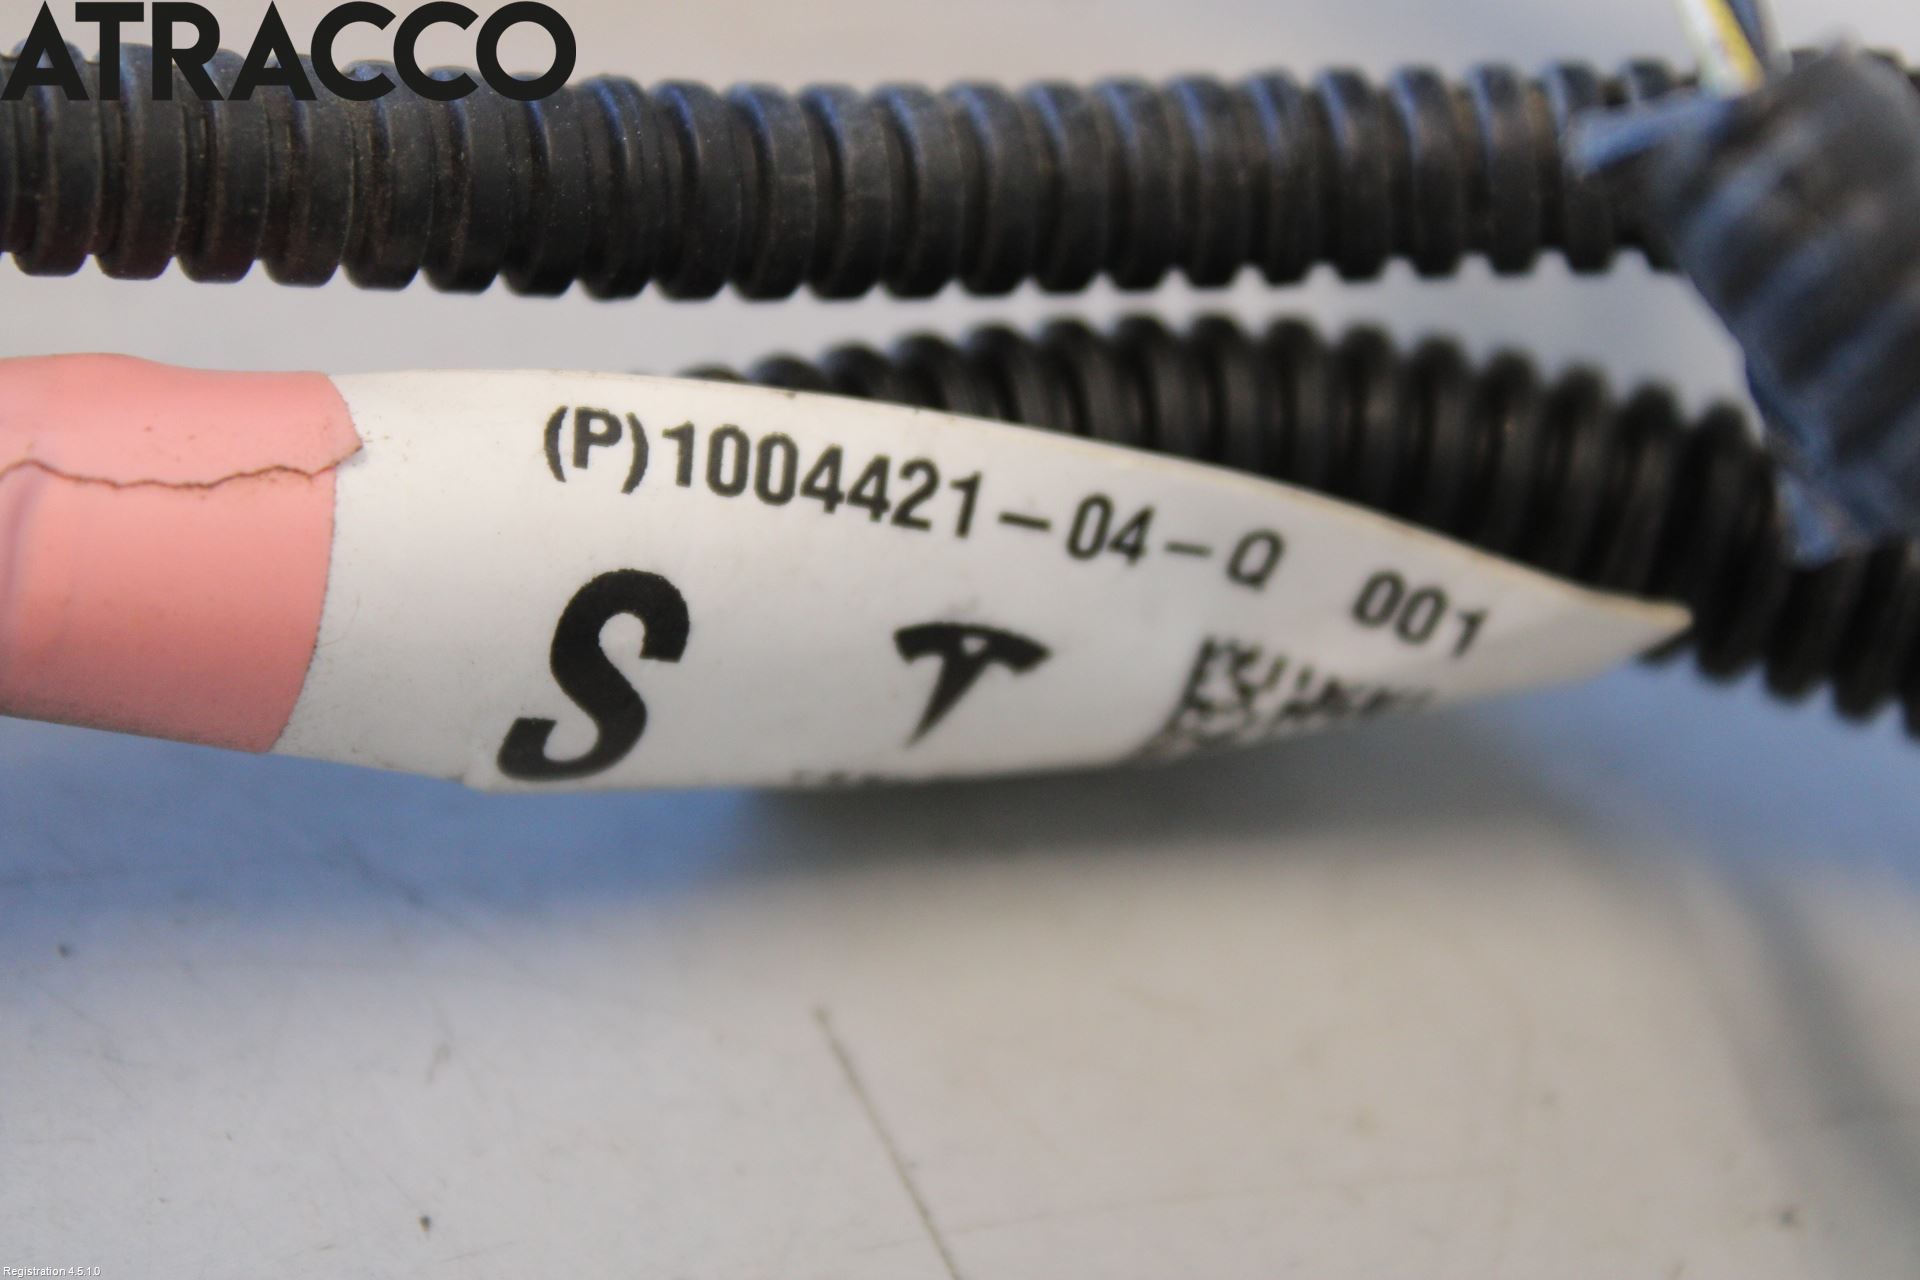 ATRACCO
(P)1004421-04-Q 001
S
Registration 4.5.1.0